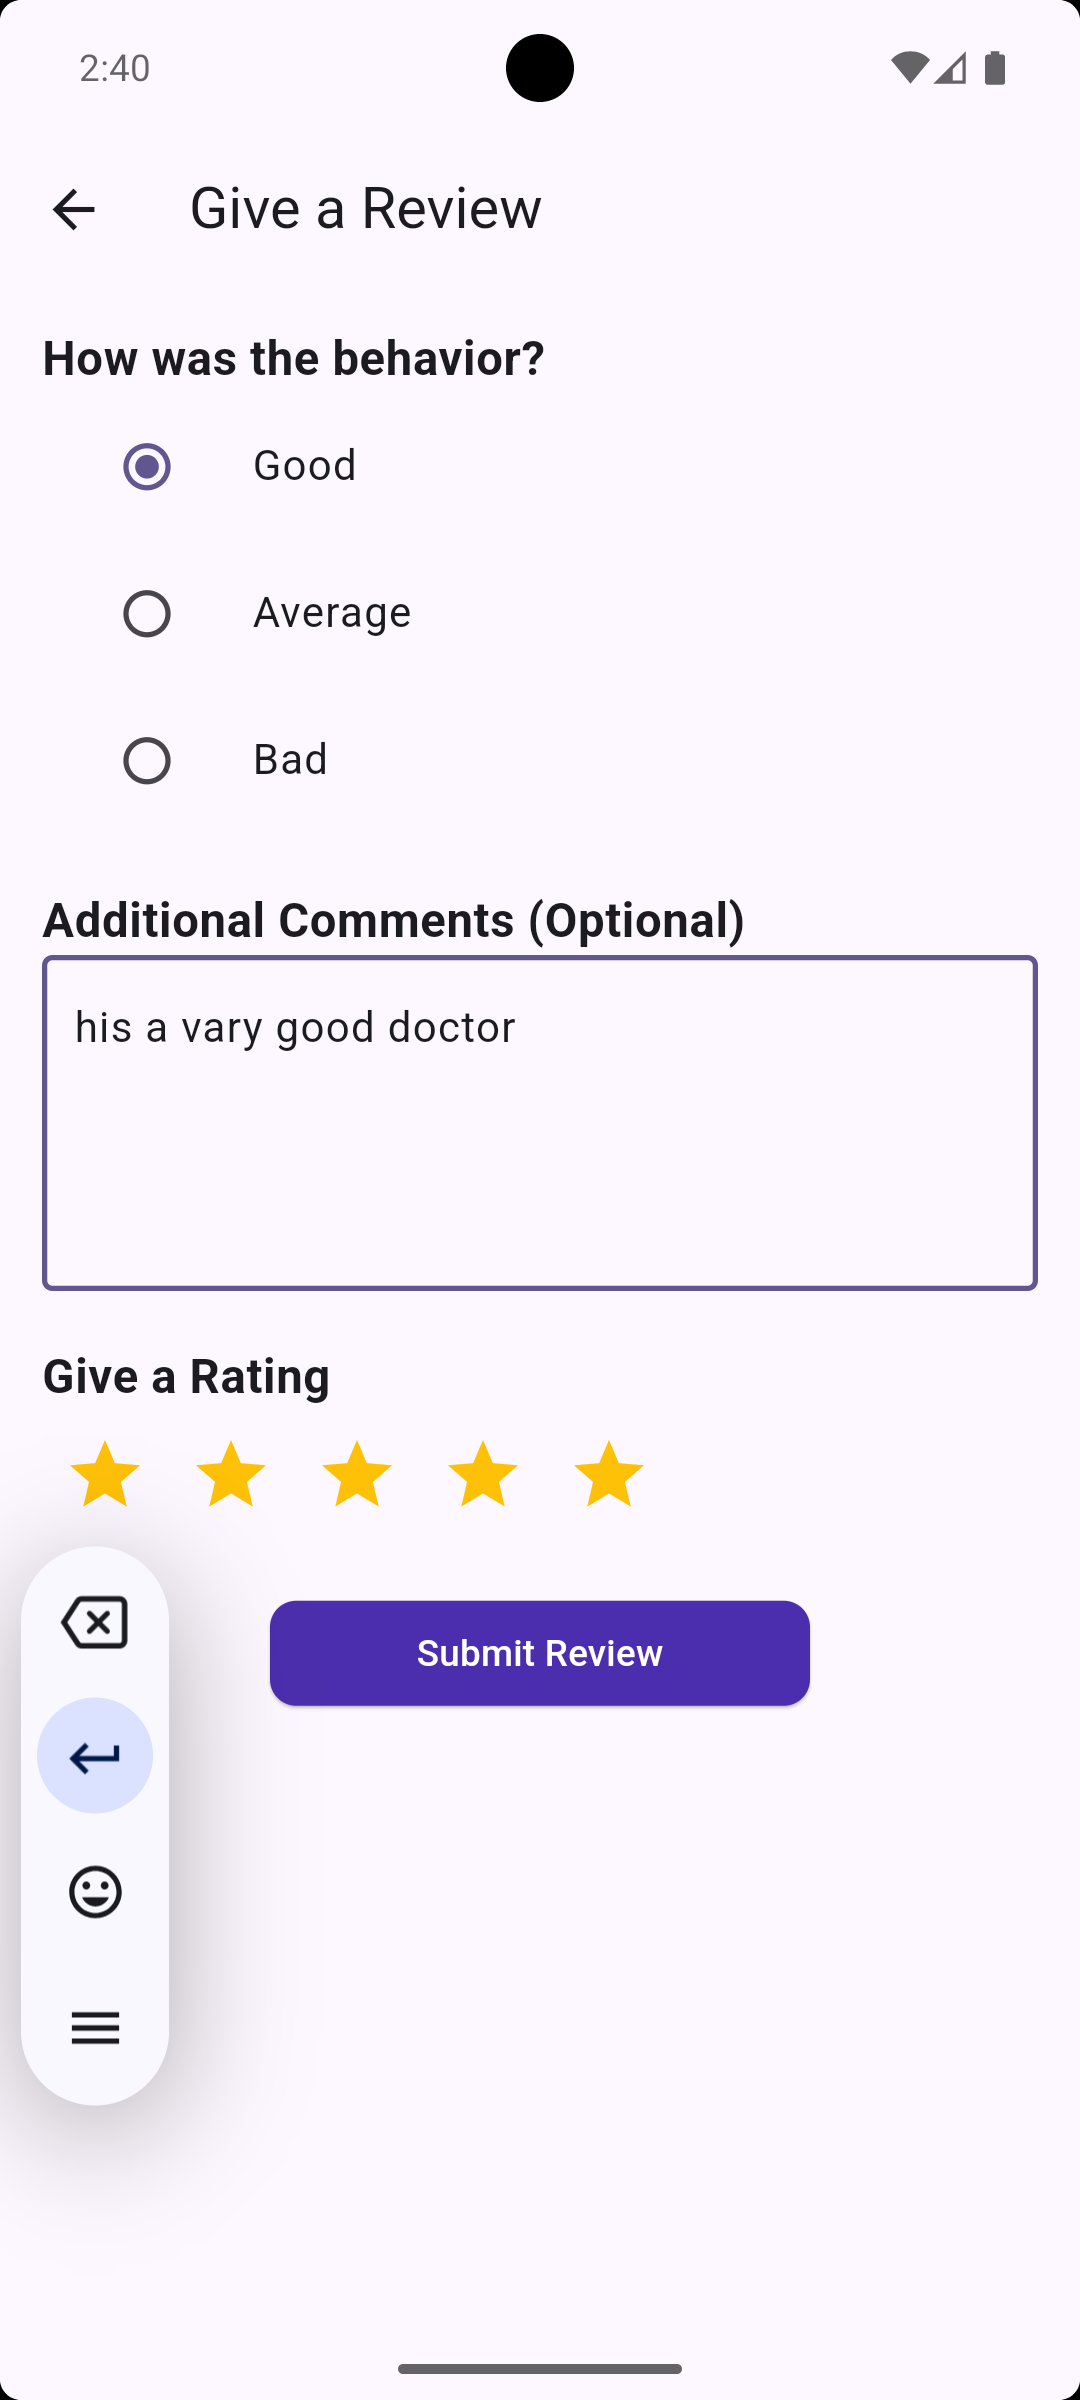 2:40
Give a Review
How was the behavior?
Good
Average
Bad
Additional Comments (Optional)
his a vary good doctor
Give a Rating
Submit Review